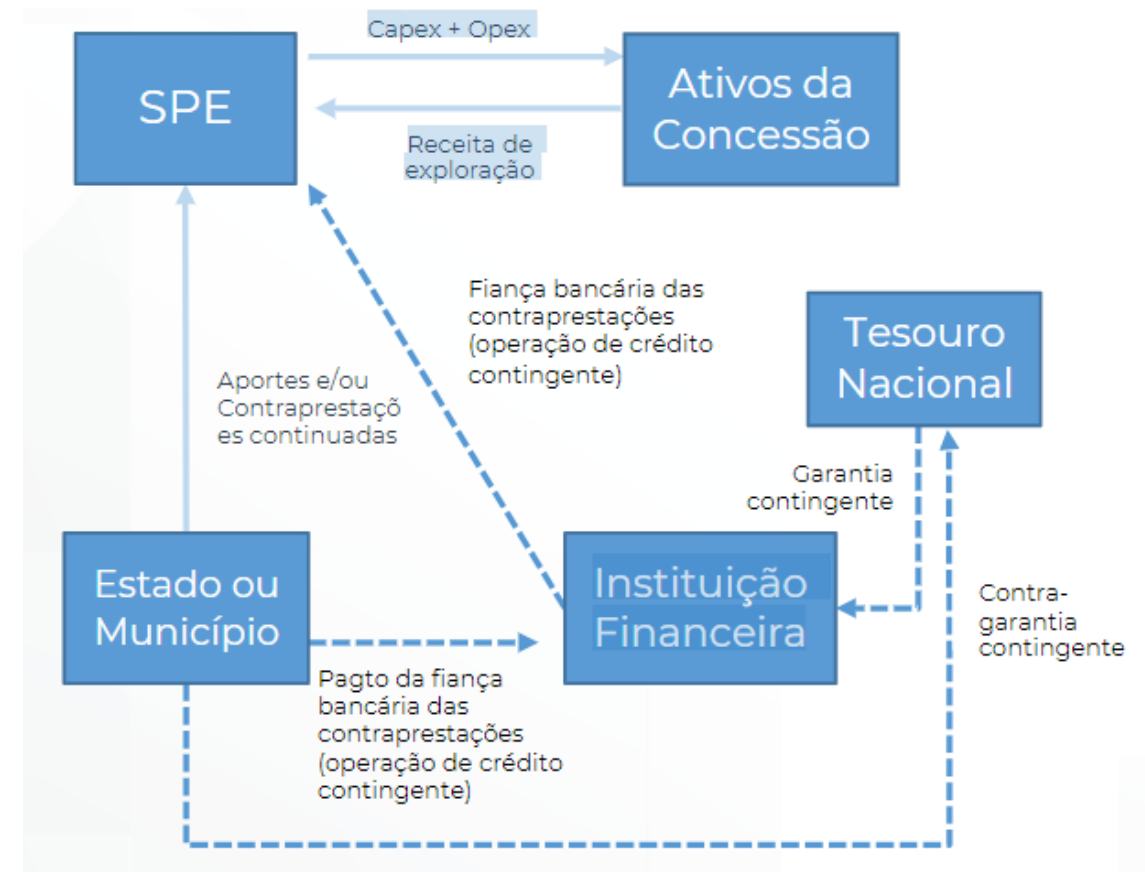 Capex + Opex
SPE
Ativos da
Concessão
Receita de
exploração
Fiança bancária das
contraprestações
(operação de crédito
contingente)
Tesouro
Nacional
Aportes e/ou
Contraprestaçõ
es continuadas
Garantia
contingente
Estado ou
Município
Instituição
Financeira
Contra-
garantia
contingente
Pagto da fiança
bancária das
contraprestações
(operação de crédito
contingente)